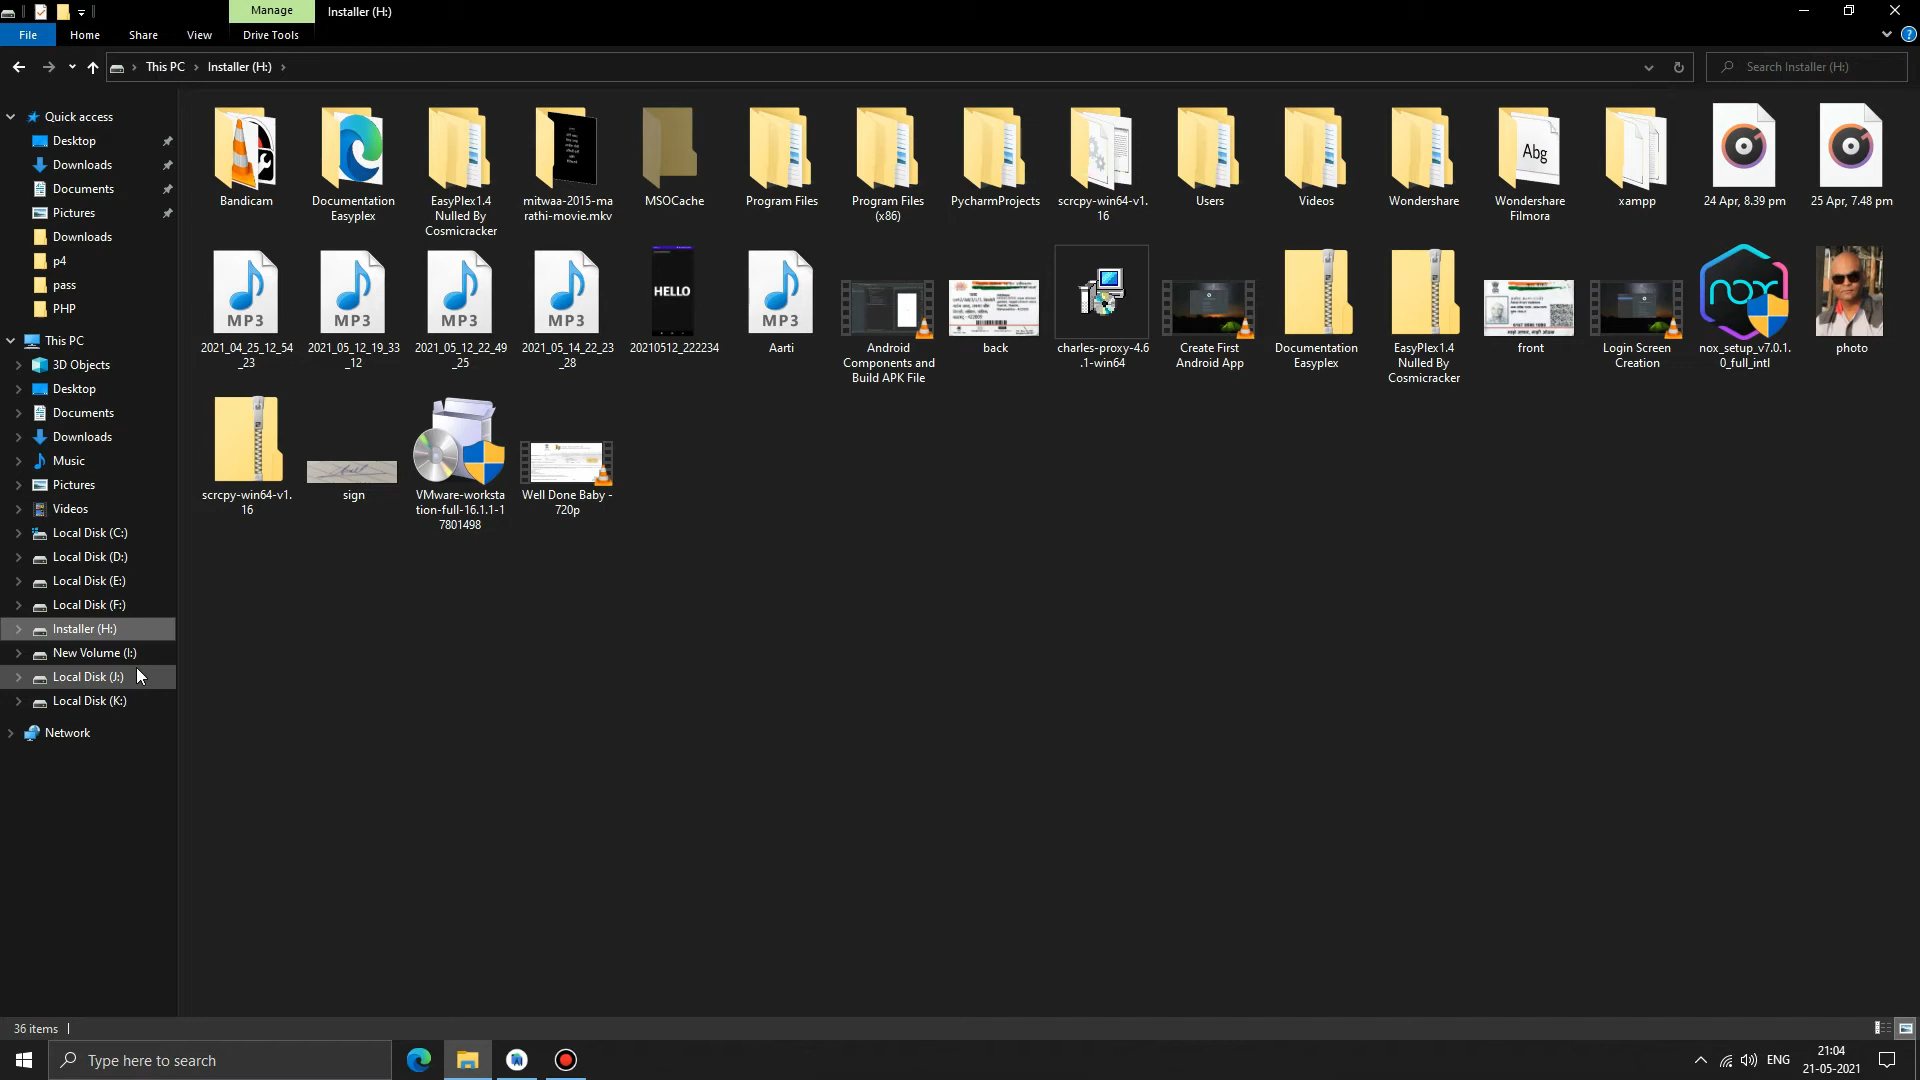 Manage
Installer (H:)
File
Home
Share
View
Drive Tools
This PC
Installer (H:)
Search Installer (H:)
Quick access
Desktop
Downloads
Documents
Pictures
Downloads
p4
pass
PHP
This PC
3D Objects
Desktop
Documents
Downloads
Music
Pictures
Videos
Local Disk (C:)
Local Disk (D:)
Local Disk (E:)
Local Disk (F:)
Installer (H:)
New Volume (I:)
Local Disk (J:)
Local Disk (K:)
Network
Bandicam
Documentation
Easyplex
EasyPlex1.4
Nulled By
Cosmicracker
mitwaa-2015-ma
rathi-movie.mkv
MSOCache
Program Files
Program Files
(x86)
PycharmProjects
scrcpy-win64-v1.
16
Users
Videos
Wondershare
Abg
Wondershare
Filmora
xampp
24 Apr, 8.39 pm
25 Apr, 7.48 pm
MP3
2021_04_25_12_54
_23
MP3
2021_05_12_19_33
_12
MP3
2021_05_12_22_49
_25
MP3
2021_05_14_22_23
_28
HELLO
20210512_222234
MP3
Aarti
Android
Components and
Build APK File
back
charles-proxy-4.6
.1-win64
Create First
Android App
Documentation
Easyplex
EasyPlex1.4
Nulled By
Cosmicracker
front
Login Screen
Creation
nox
nox_setup_v7.0.1.
0_full_intl
photo
scrcpy-win64-v1.
16
sign
VMware-worksta
tion-full-16.1.1-1
7801498
Well Done Baby -
720p
36 items
Type here to search
ENG
21:04
21-05-2021